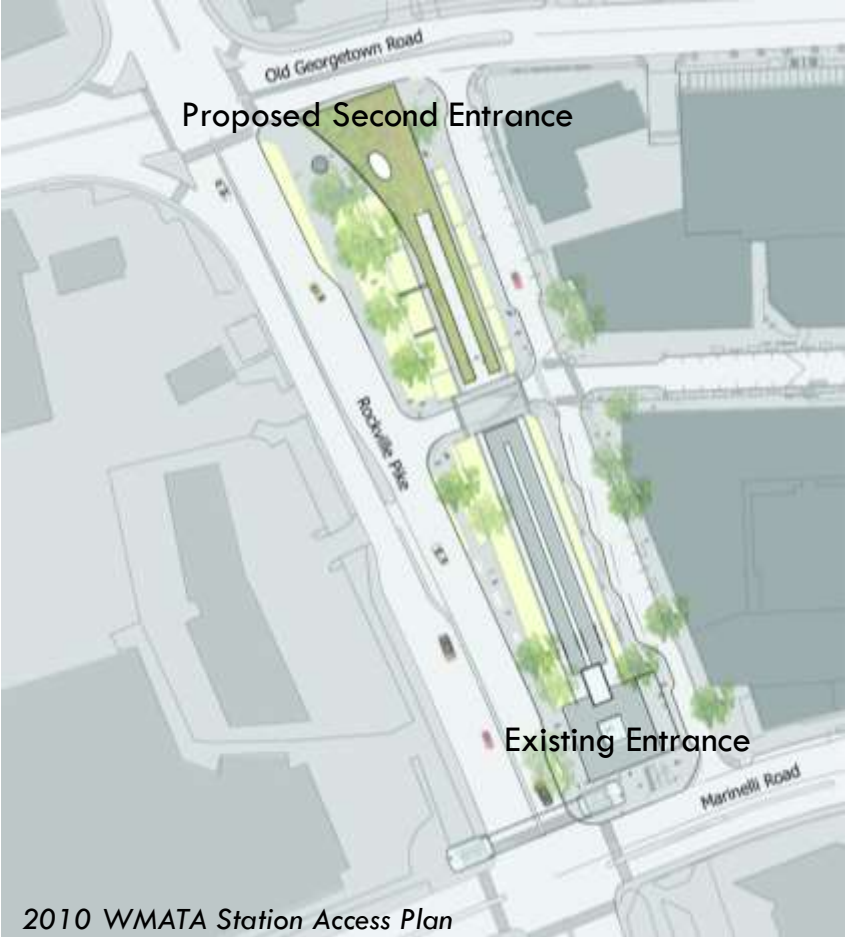 Old Georgetown Road
Proposed Second Entrance
Rockville Pike
Existing Entrance
Marinelli Road
2010 WMATA Station Access Plan